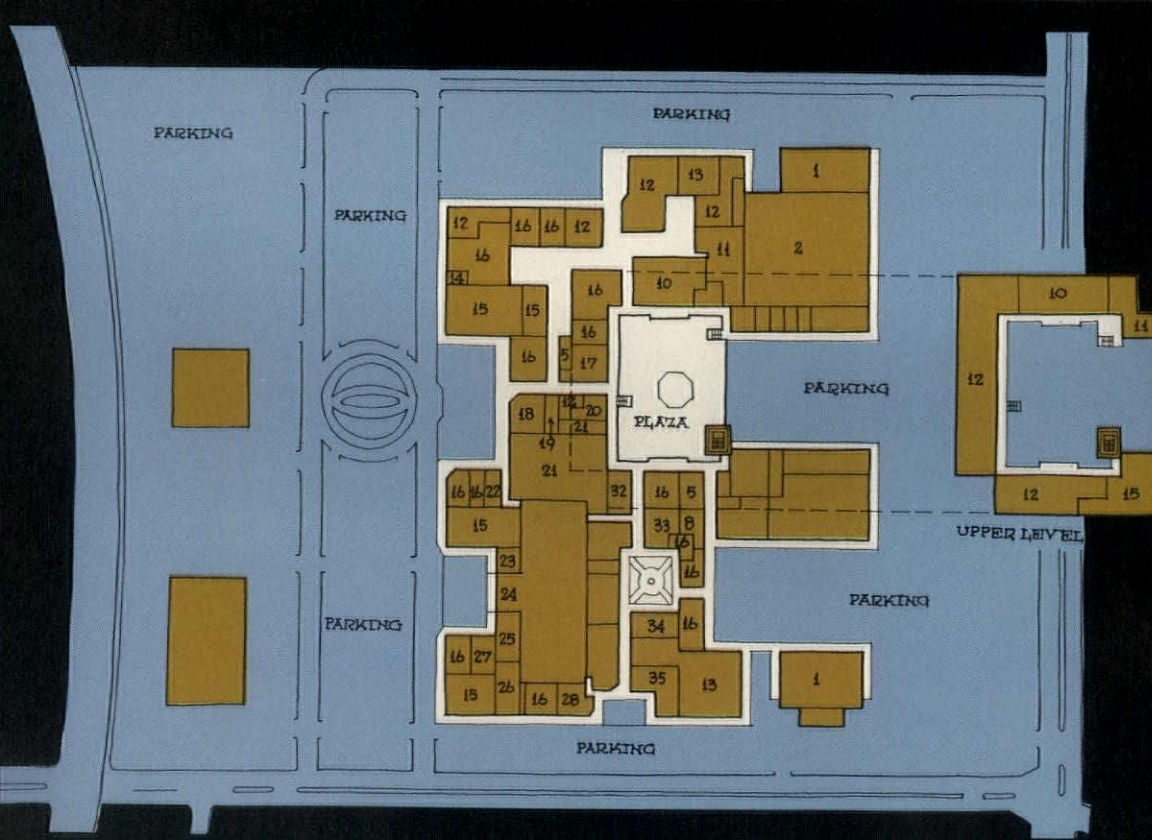 PARKING
PARKING
PARKING
12 13 1
12
12 16 16 12
16
11 2
14
10
16
15 15
16
5 17
16
10
11
12
PARKING
18 12 20
21
19
21
PLAZA
16 16 22
32
16 5
12 15
15
33 8
16
16
UPPER LEVEL
23
24
PARKING
PARKING
25
34 16
16 27
35 13 1
15 26 16 28
PARKING